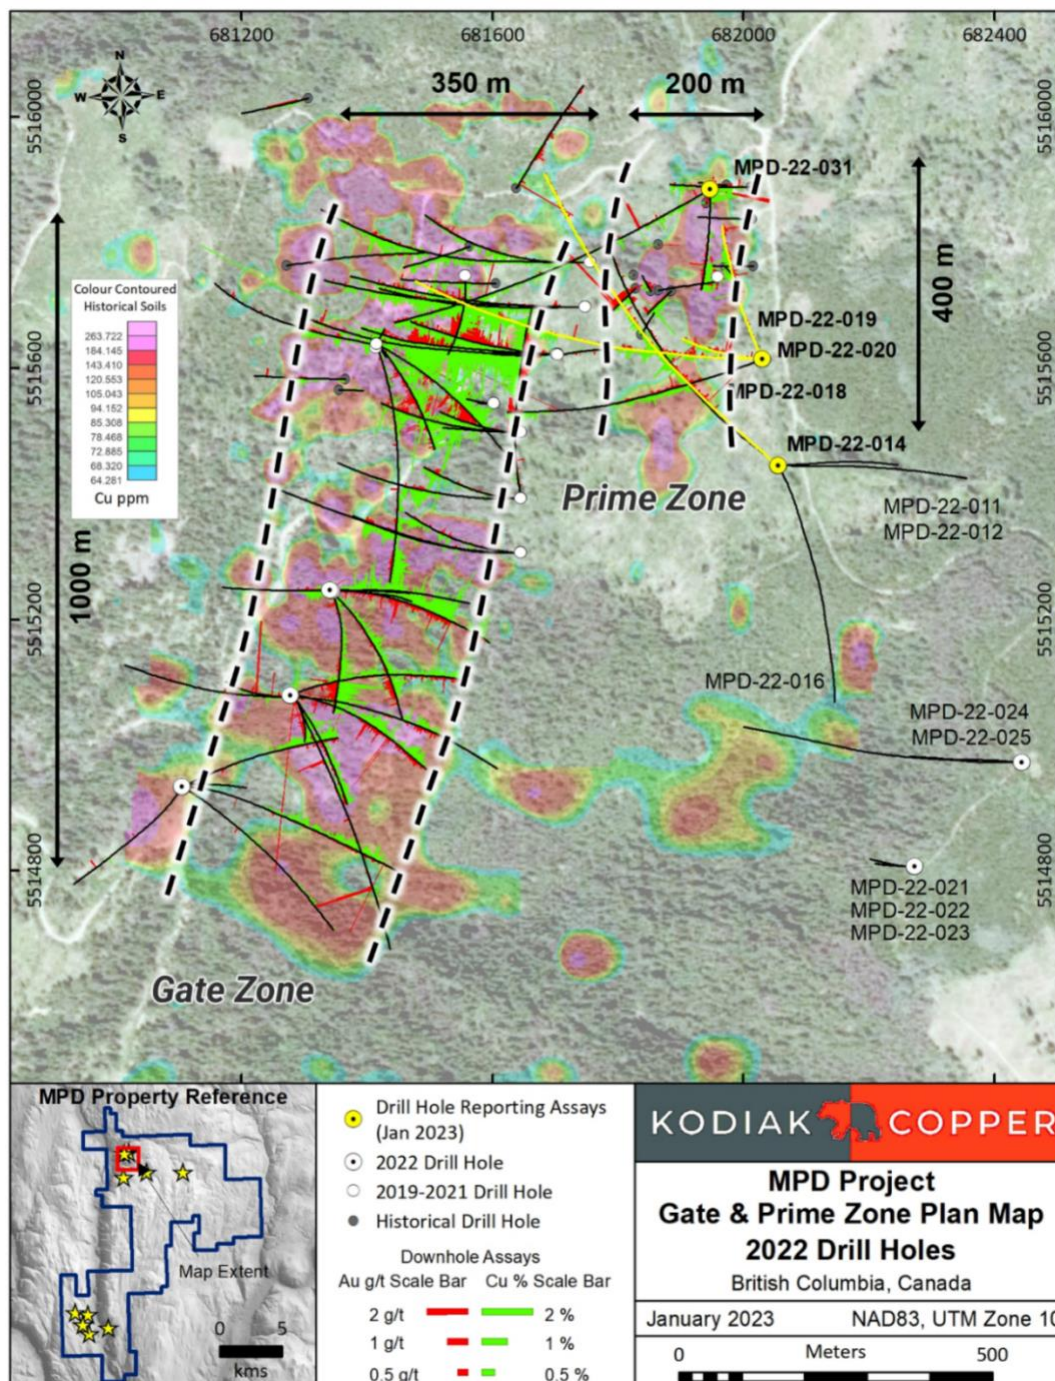 681200
681600
682000
682400
N
W
E
S
350 m
200 m
5516000
5516000
MPD-22-031
400 m
Colour Contoured
Historical Soils
263.722
184.145
143.410
120.553
105.043
94.152
85.308
78.468
72.885
68.320
64.281
Cu ppm
MPD-22-019
MPD-22-020
5515600
5515600
MPD-22-018
MPD-22-014
Prime Zone
MPD-22-011
MPD-22-012
1000 m
5515200
5515200
MPD-22-016
MPD-22-024
MPD-22-025
5514800
5514800
MPD-22-021
MPD-22-022
MPD-22-023
Gate Zone
MPD Property Reference
Map Extent
0 5
kms
Drill Hole Reporting Assays
(Jan 2023)
2022 Drill Hole
2019-2021 Drill Hole
Historical Drill Hole
Downhole Assays
Au g/t Scale Bar Cu % Scale Bar
2 g/t 2 %
1 g/t 1 %
0.5 g/t 0.5 %
KODIAK COPPER
MPD Project
Gate & Prime Zone Plan Map
2022 Drill Holes
British Columbia, Canada
January 2023 NAD83, UTM Zone 10
0 Meters 500